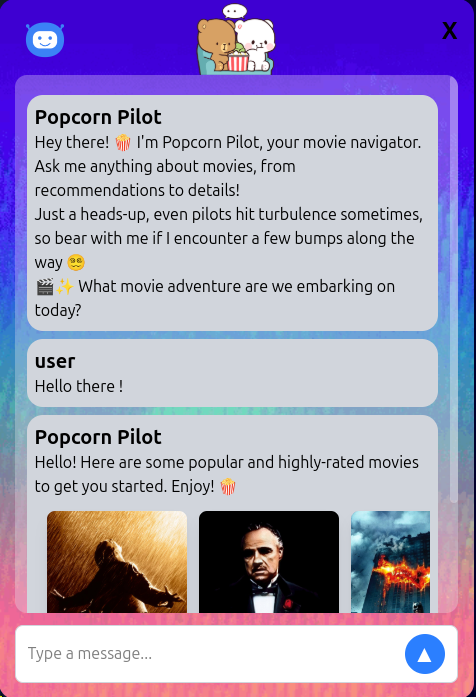 X
Popcorn Pilot
Hey there! 🍿 I'm Popcorn Pilot, your movie navigator.
Ask me anything about movies, from
recommendations to details!
Just a heads-up, even pilots hit turbulence sometimes,
so bear with me if I encounter a few bumps along the
way 😵‍💫
🎬✨ What movie adventure are we embarking on
today?
user
Hello there !
Popcorn Pilot
Hello! Here are some popular and highly-rated movies
to get you started. Enjoy! 🍿
Type a message...